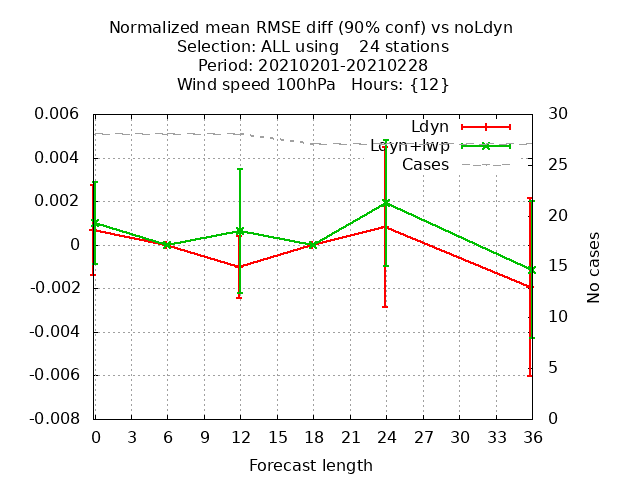 Normalized mean RMSE diff (90% conf) vs noLdyn
Selection: ALL using    24 stations
Period: 20210201-20210228
Wind speed 100hPa   Hours: {12}
Ldyn
Ldyn+lwp
Cases
0.006
0.004
0.002
0
-0.002
-0.004
-0.006
-0.008
30
25
20
15
10
5
0
No cases
0 3 6 9 12 15 18 21 24 27 30 33 36
Forecast length